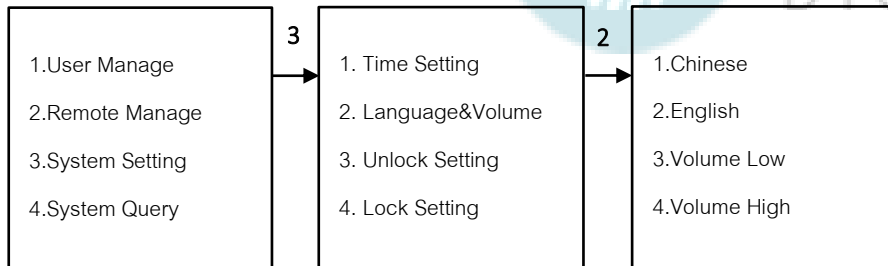 3
2
1.User Manage
2.Remote Manage
3.System Setting
4.System Query
1. Time Setting
2. Language&Volume
3. Unlock Setting
4. Lock Setting
1.Chinese
2.English
3.Volume Low
4.Volume High